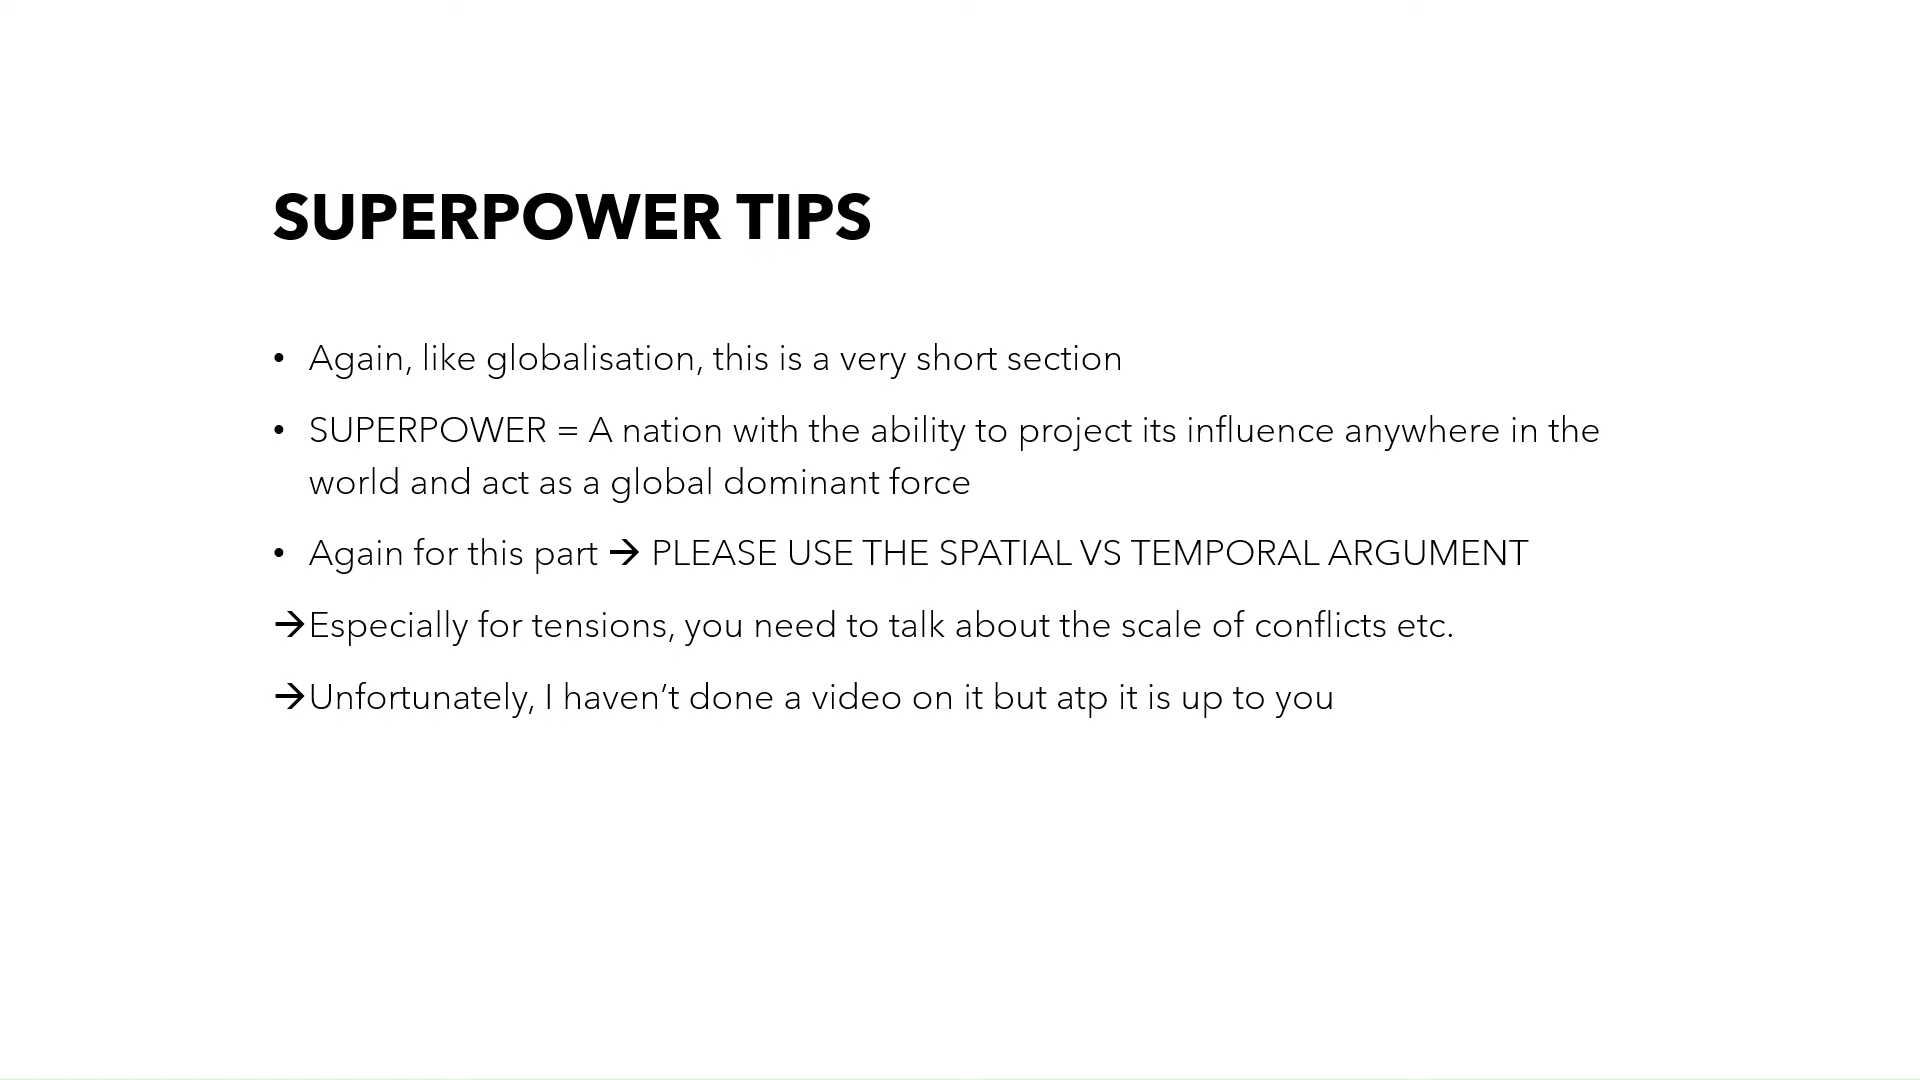 SUPERPOWER TIPS
• Again, like globalisation, this is a very short section
• SUPERPOWER = A nation with the ability to project its influence anywhere in the
world and act as a global dominant force
• Again for this part → PLEASE USE THE SPATIAL VS TEMPORAL ARGUMENT
→Especially for tensions, you need to talk about the scale of conflicts etc.
→Unfortunately, I haven’t done a video on it but atp it is up to you